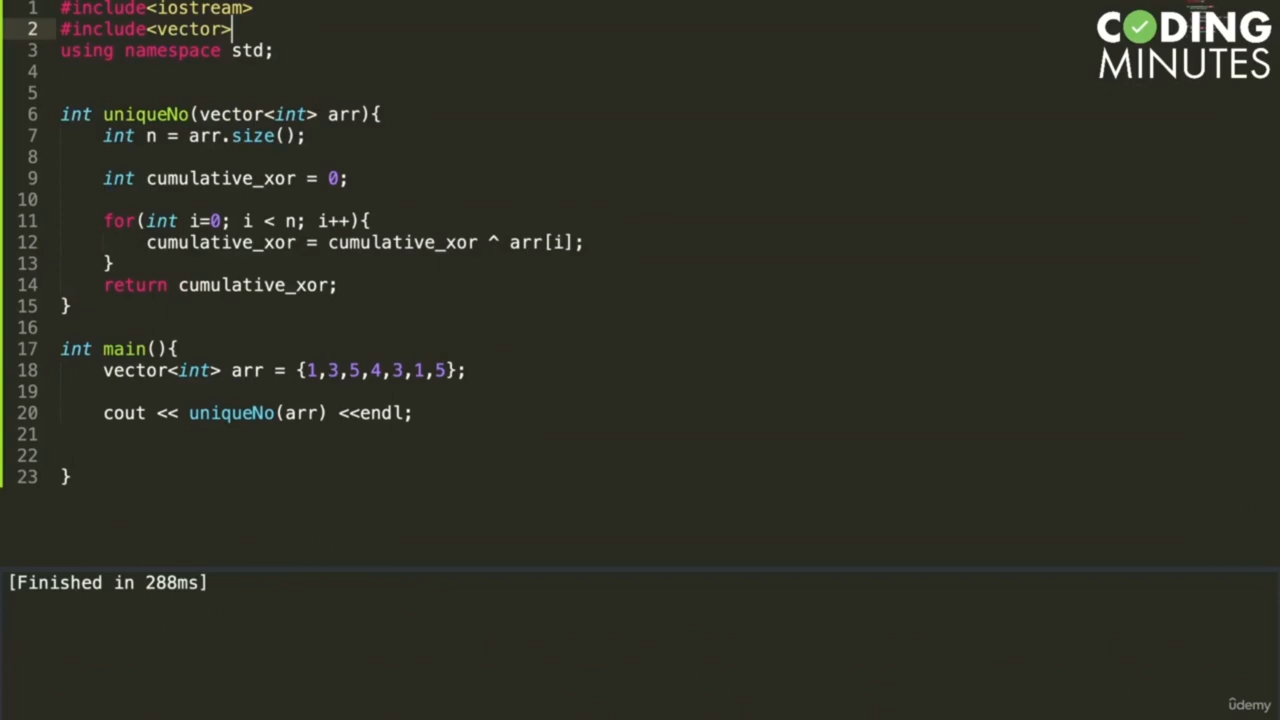 1 #include<iostream>
2 #include<vector>
3 using namespace std;
4
5
6 int uniqueNo(vector<int> arr){
7     int n = arr.size();
8
9     int cumulative_xor = 0;
10
11     for(int i=0; i < n; i++){
12         cumulative_xor = cumulative_xor ^ arr[i];
13     }
14     return cumulative_xor;
15 }
16
17 int main(){
18     vector<int> arr = {1,3,5,4,3,1,5};
19
20     cout << uniqueNo(arr) <<endl;
21
22
23 }
[Finished in 288ms]
CODING
MINUTES
ûdemy